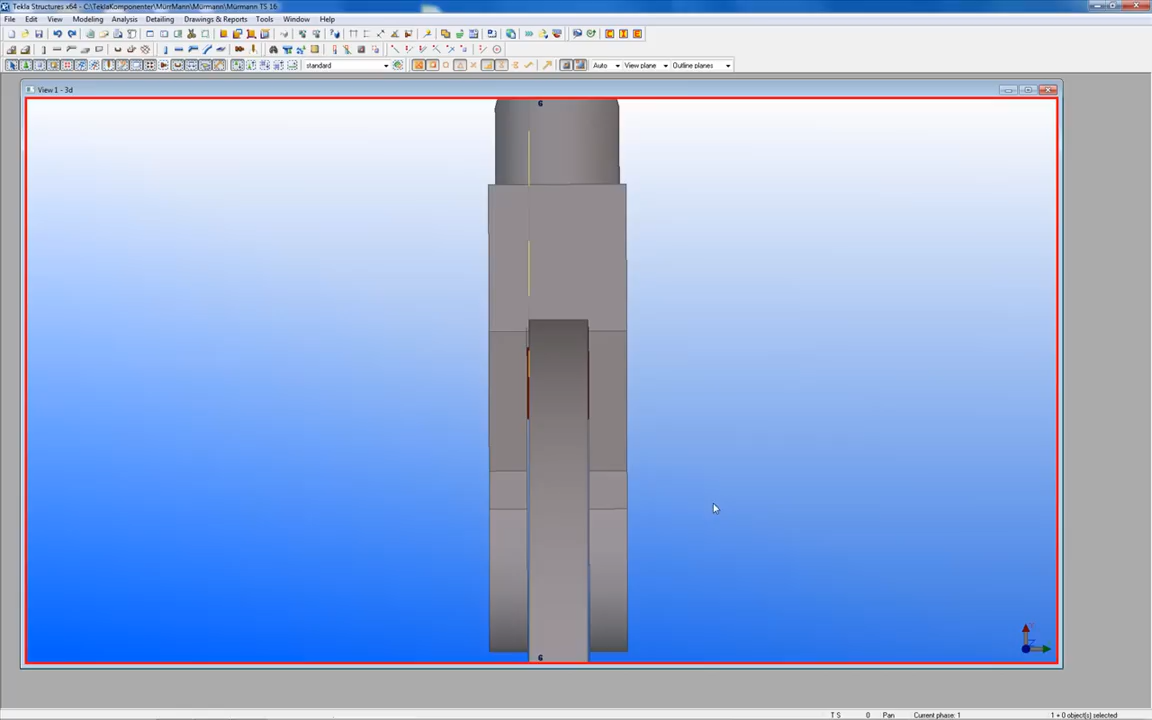 Tekla Structures x64 - C:\TeklaKomponenter\MürrMann\Mürmann\Mürmann TS 16
File Edit View Modeling Analysis Detailing Drawings & Reports Tools Window Help
standard Auto View plane Outline planes
View 1 - 3d
6
6
T S 0 Pan Current phase: 1 1 + 0 object(s) selected